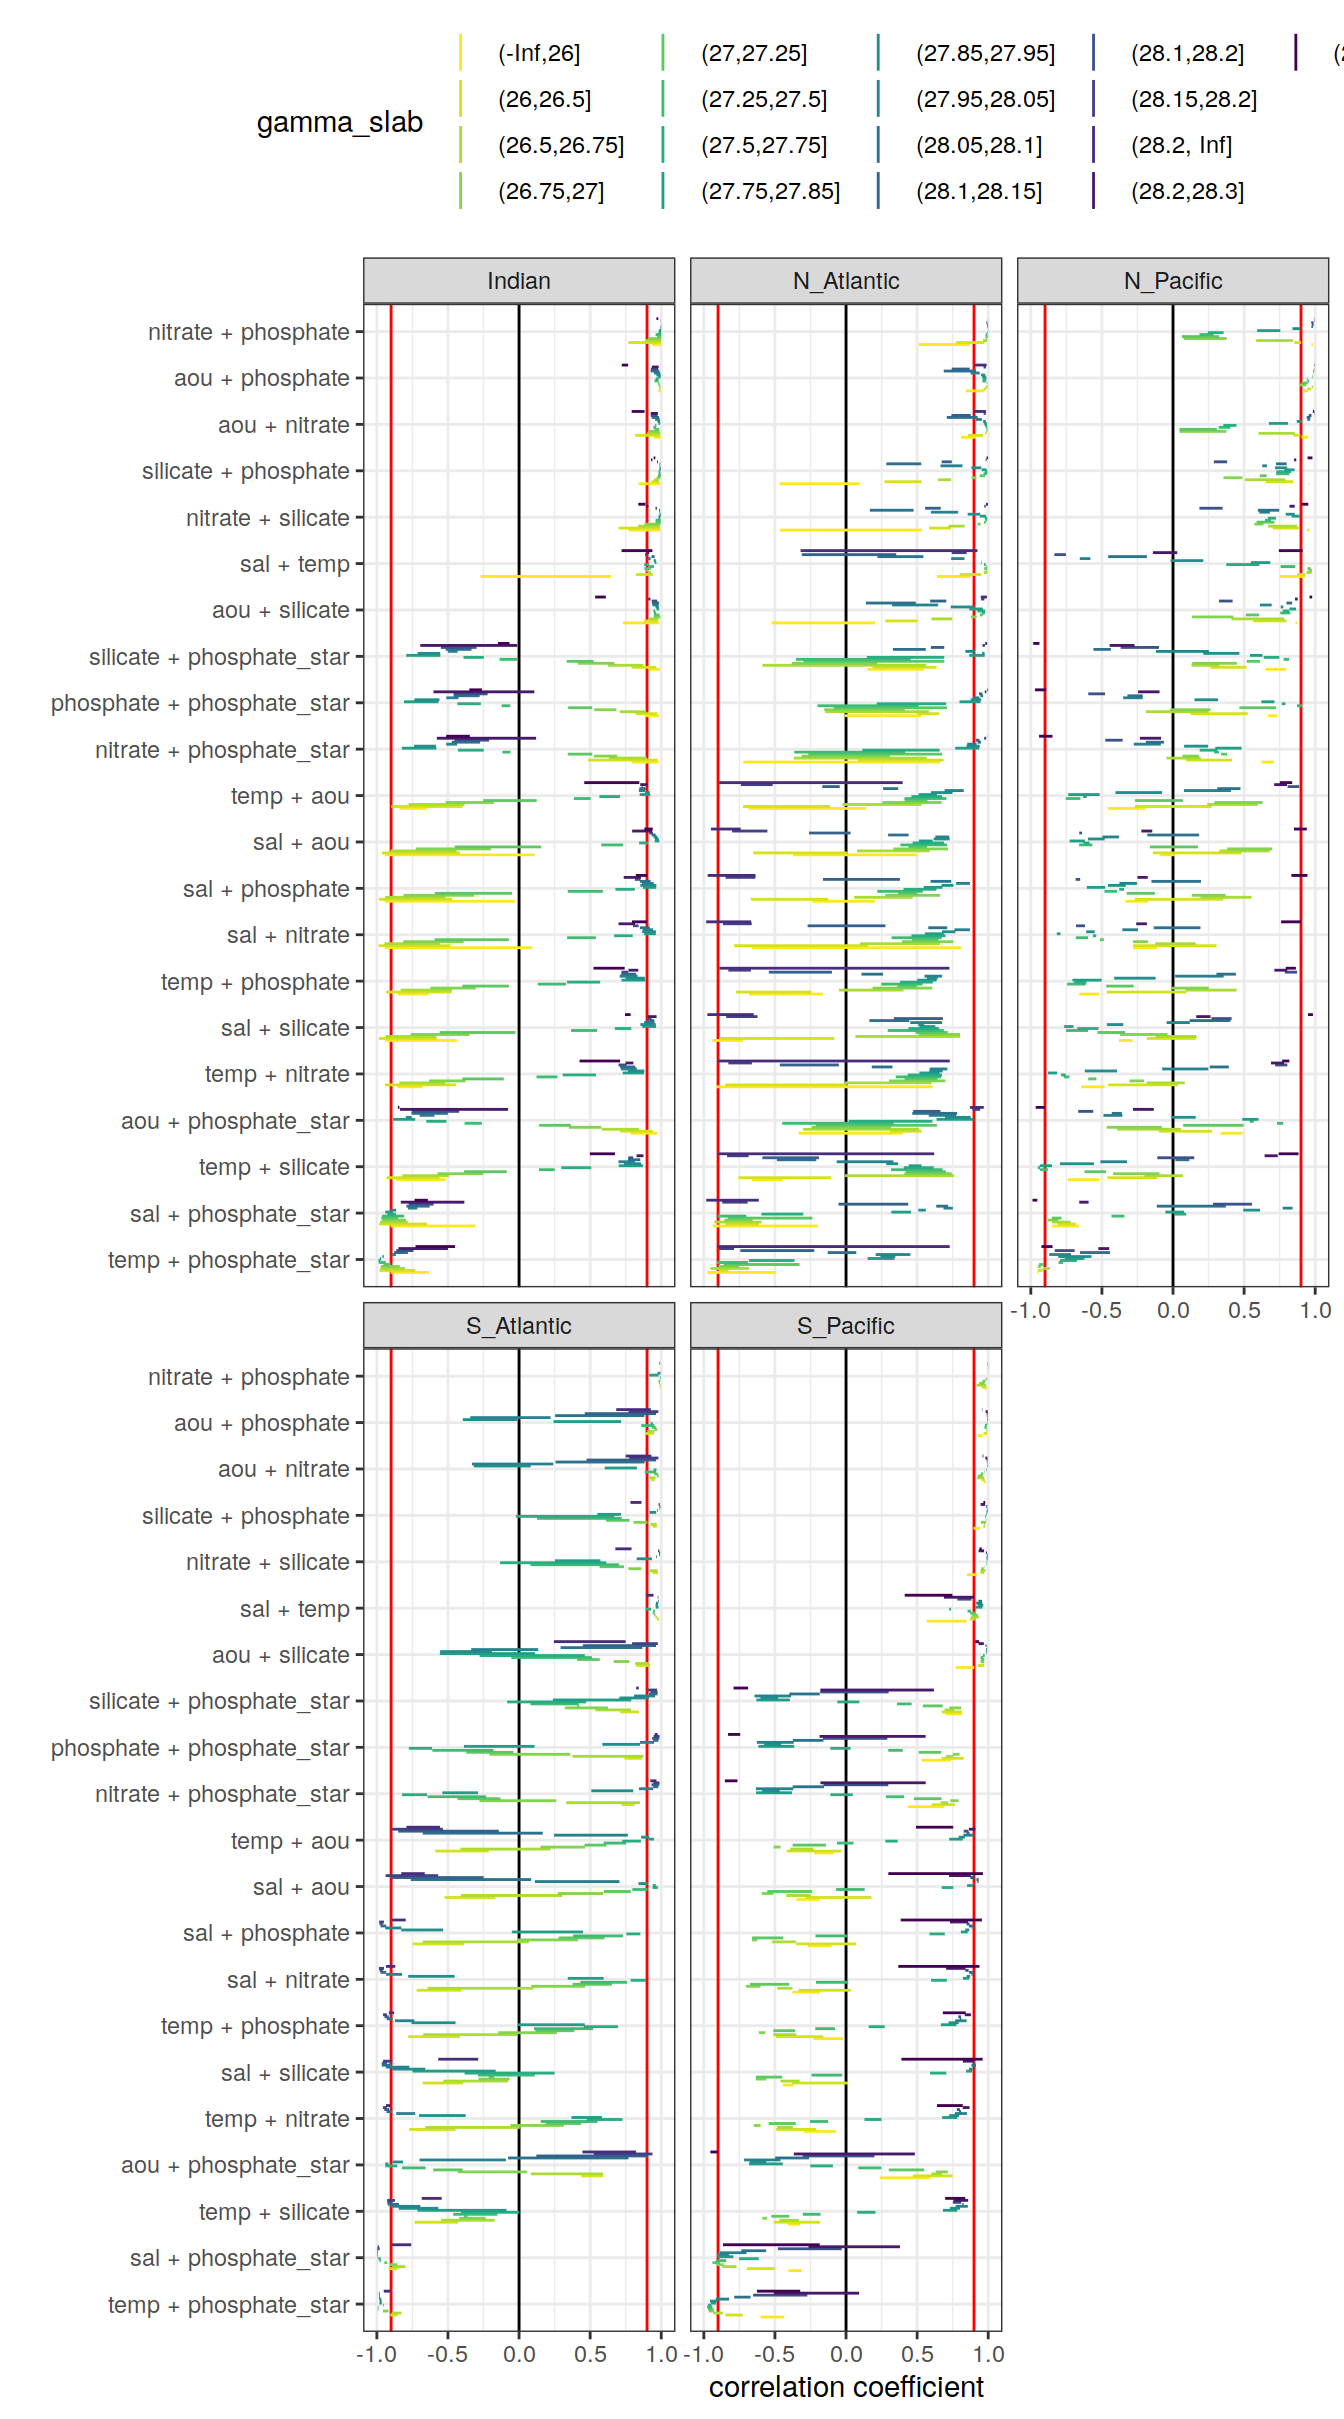 (-Inf,26] (27,27.25] (27.85,27.95] (28.1,28.2]
(26,26.5] (27.25,27.5] (27.95,28.05] (28.15,28.2]
gamma_slab
(26.5,26.75] (27.5,27.75] (28.05,28.1] (28.2, Inf]
(26.75,27] (27.75,27.85] (28.1,28.15] (28.2,28.3]
Indian N_Atlantic N_Pacific
nitrate + phosphate
aou + phosphate
aou + nitrate
silicate + phosphate
nitrate + silicate
sal + temp
aou + silicate
silicate + phosphate_star
phosphate + phosphate_star
nitrate + phosphate_star
temp + aou
sal + aou
sal + phosphate
sal + nitrate
temp + phosphate
sal + silicate
temp + nitrate
aou + phosphate_star
temp + silicate
sal + phosphate_star
temp + phosphate_star
-1.0 -0.5 0.0 0.5 1.0
S_Atlantic S_Pacific
nitrate + phosphate
aou + phosphate
aou + nitrate
silicate + phosphate
nitrate + silicate
sal + temp
aou + silicate
silicate + phosphate_star
phosphate + phosphate_star
nitrate + phosphate_star
temp + aou
sal + aou
sal + phosphate
sal + nitrate
temp + phosphate
sal + silicate
temp + nitrate
aou + phosphate_star
temp + silicate
sal + phosphate_star
temp + phosphate_star
-1.0 -0.5 0.0 0.5 1.0 -1.0 -0.5 0.0 0.5 1.0
correlation coefficient